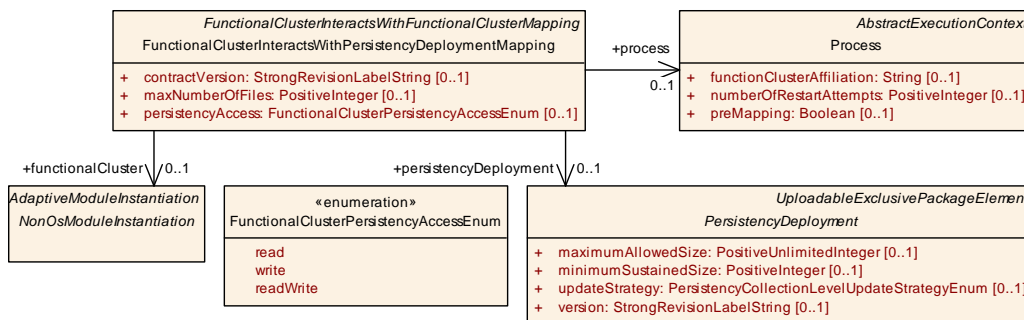 FunctionalClusterInteractsWithFunctionalClusterMapping
FunctionalClusterInteractsWithPersistencyDeploymentMapping
+ contractVersion: StrongRevisionLabelString [0..1]
+ maxNumberOfFiles: PositiveInteger [0..1]
+ persistencyAccess: FunctionalClusterPersistencyAccessEnum [0..1]
+process
0..1
AbstractExecutionContext
Process
+ functionClusterAffiliation: String [0..1]
+ numberOfRestartAttempts: PositiveInteger [0..1]
+ preMapping: Boolean [0..1]
+functionalCluster
0..1
+persistencyDeployment
0..1
AdaptiveModuleInstantiation
NonOsModuleInstantiation
«enumeration»
FunctionalClusterPersistencyAccessEnum
read
write
readWrite
UploadableExclusivePackageElement
PersistencyDeployment
+ maximumAllowedSize: PositiveUnlimitedInteger [0..1]
+ minimumSustainedSize: PositiveInteger [0..1]
+ updateStrategy: PersistencyCollectionLevelUpdateStrategyEnum [0..1]
+ version: StrongRevisionLabelString [0..1]